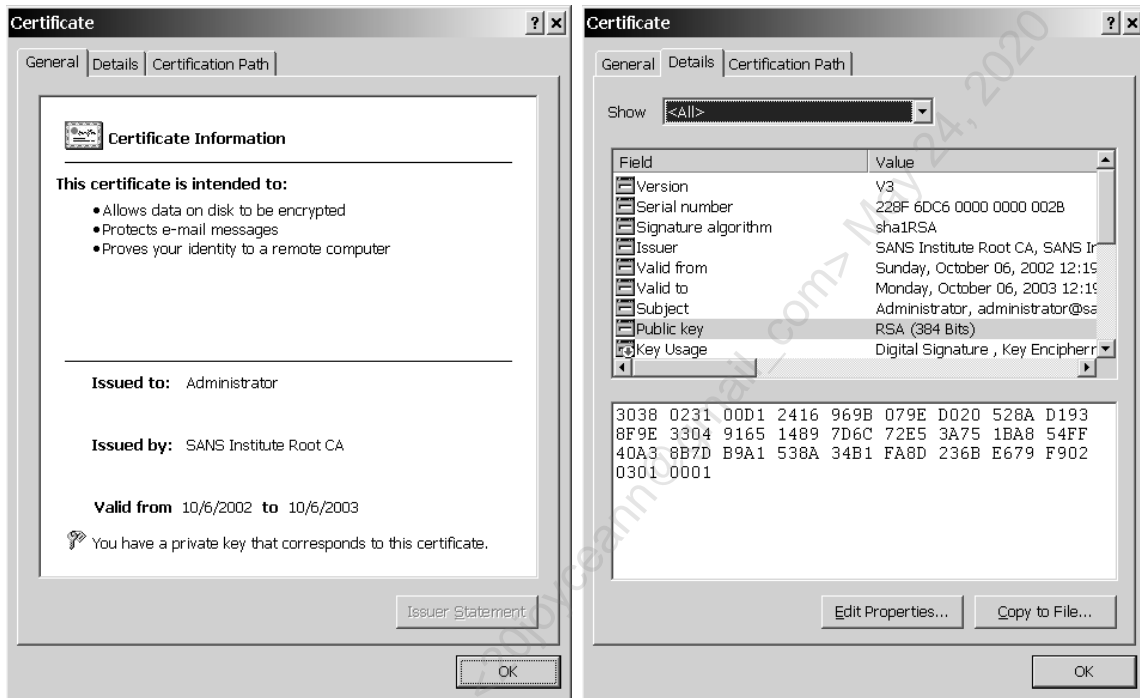 Certificate
General Details Certification Path
Certificate Information
This certificate is intended to:
•Allows data on disk to be encrypted
•Protects e-mail messages
•Proves your identity to a remote computer
Issued to: Administrator
Issued by: SANS Institute Root CA
Valid from 10/6/2002 to 10/6/2003
You have a private key that corresponds to this certificate.
Issuer Statement
OK
Certificate
General Details Certification Path
Show <All>
Field Value
Version V3
Serial number 228F 6DC6 0000 0000 002B
Signature algorithm sha1RSA
Issuer SANS Institute Root CA, SANS Ir
Valid from Sunday, October 06, 2002 12:19
Valid to Monday, October 06, 2003 12:19
Subject Administrator, administrator@sa
Public key RSA (384 Bits)
Key Usage Digital Signature , Key Encipherr
3038 0231 00D1 2416 969B 079E D020 528A D193
8F9E 3304 9165 1489 7D6C 72E5 3A75 1BA8 54FF
40A3 8B7D B9A1 538A 34B1 FA8D 236B E679 F902
0301 0001
Edit Properties... Copy to File...
OK
<20joyceann@gmail_com> May 24, 2020